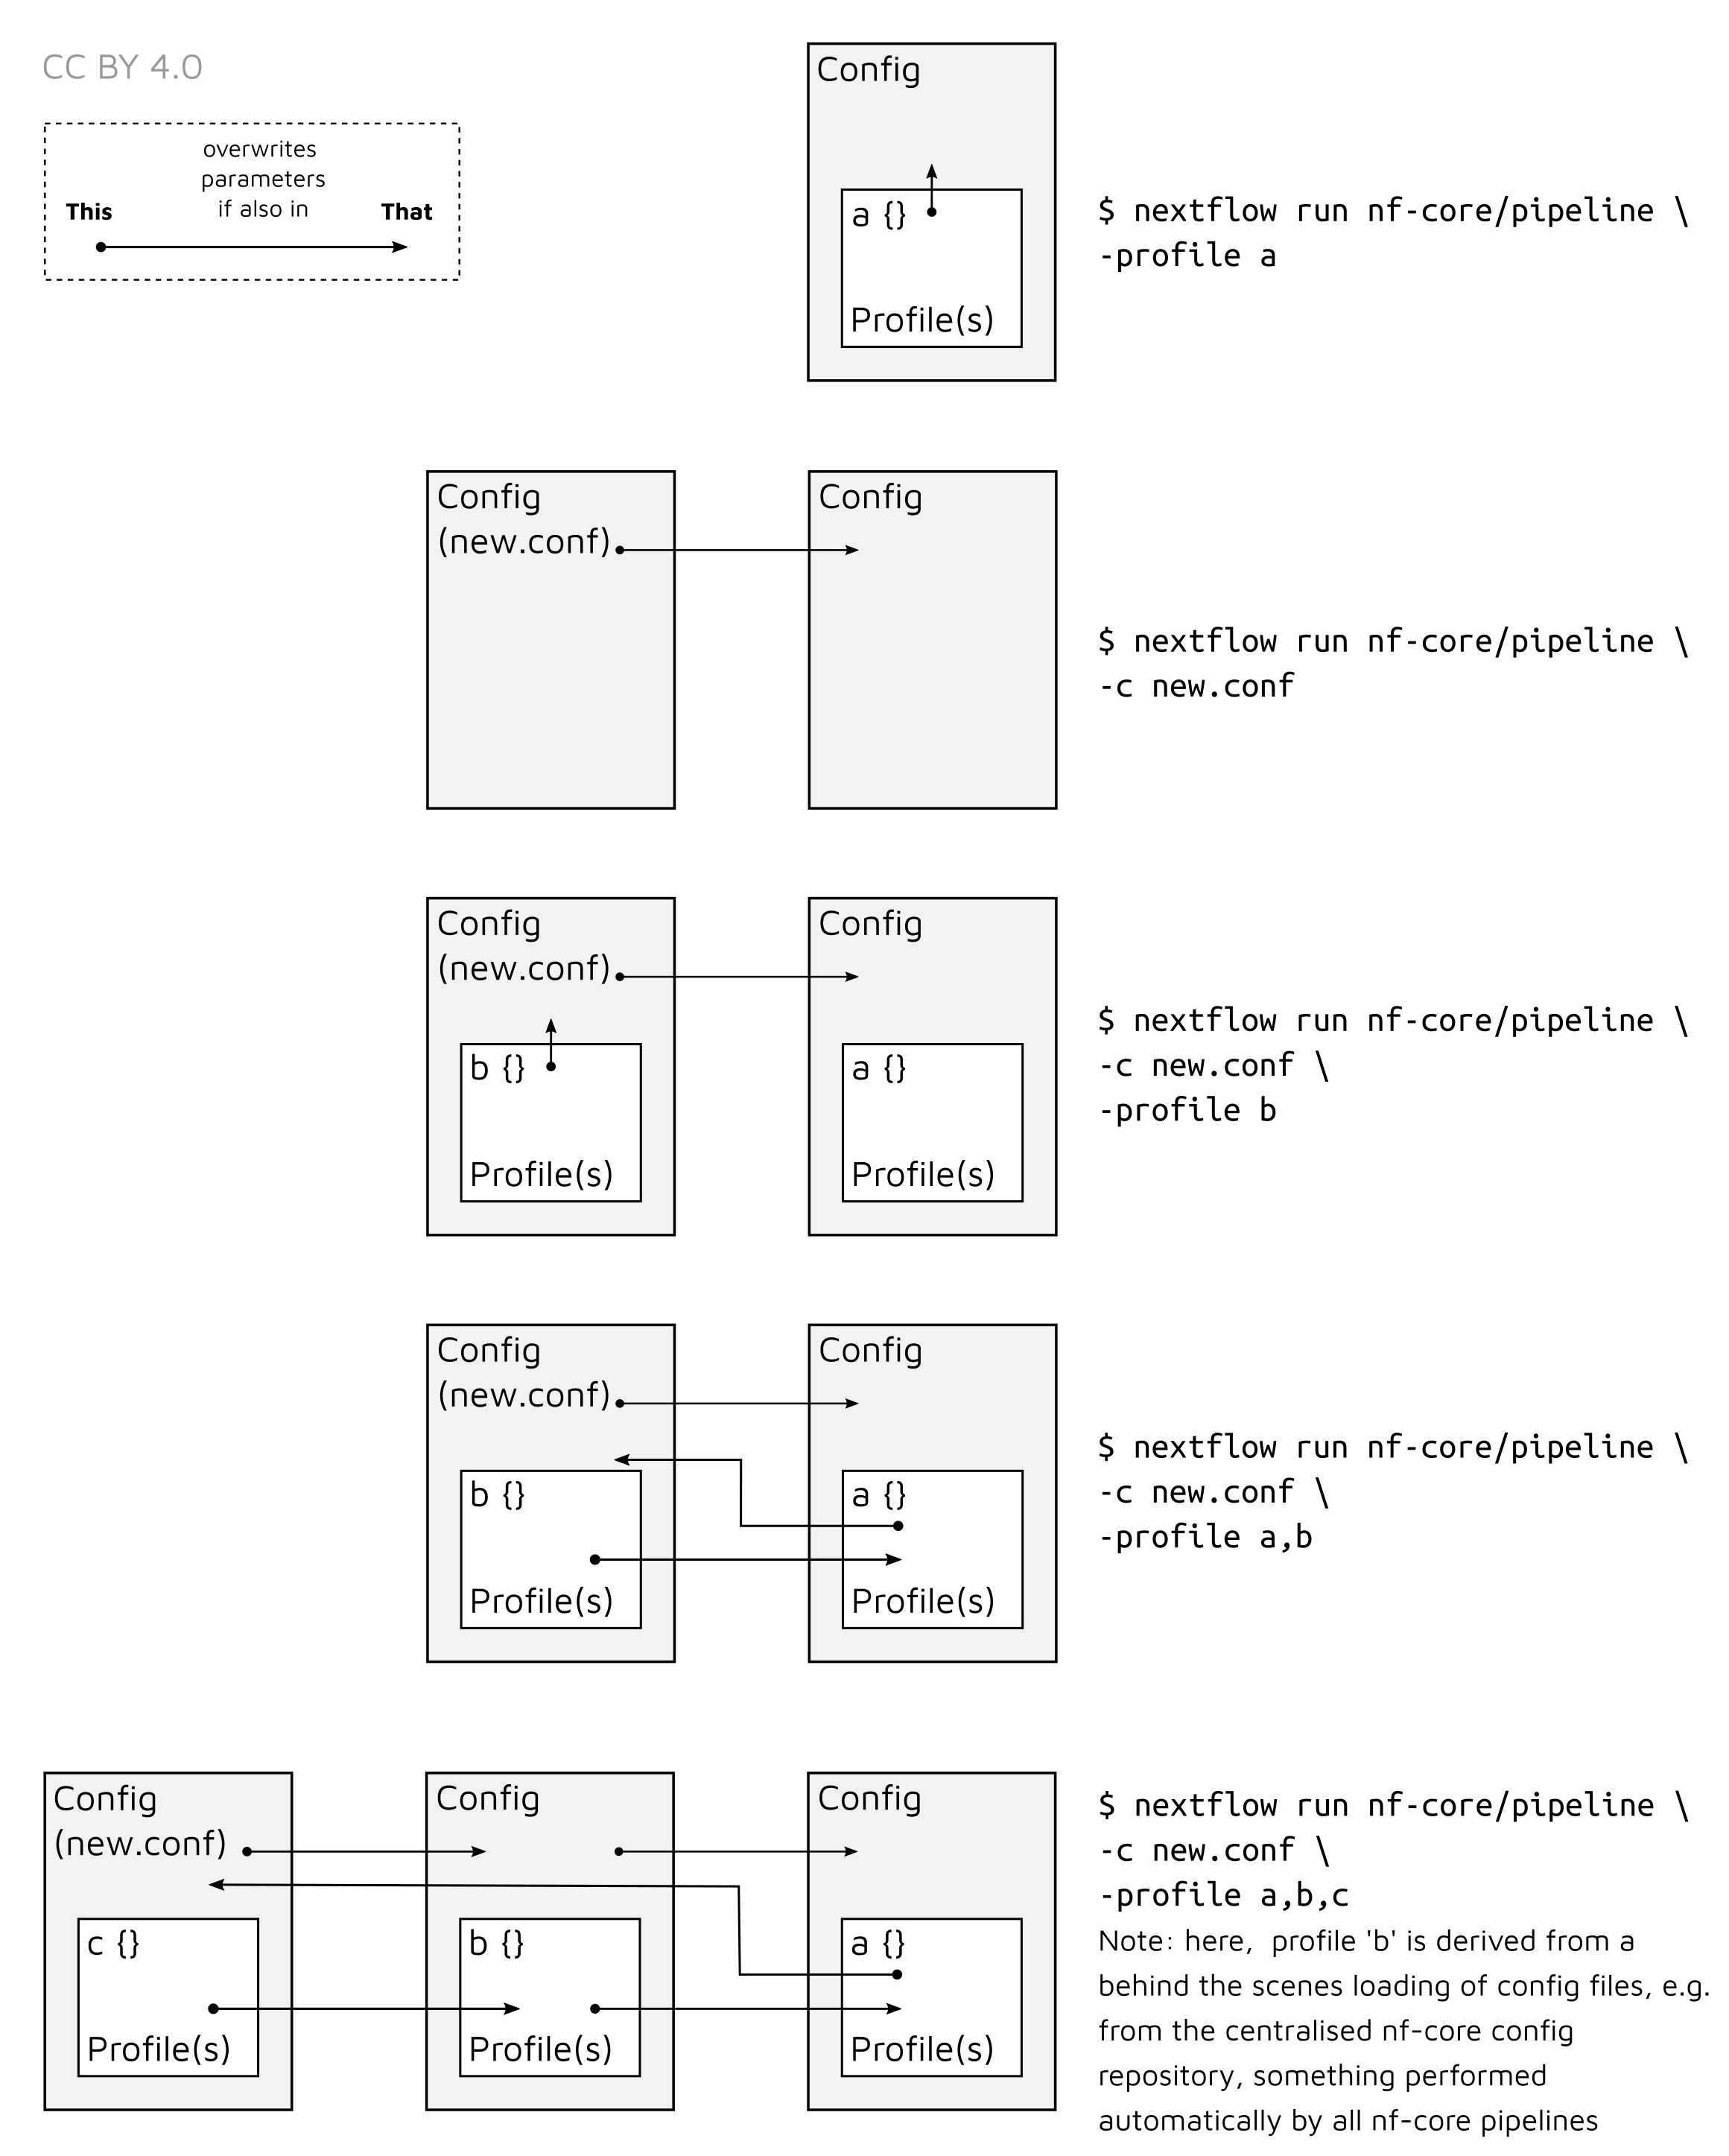 CC BY 4.0
overwrites
parameters
if also in
This
That
Config
a {}
Profile(s)
$ nextflow run nf-core/pipeline \
-profile a
Config
(new.conf)
Config
$ nextflow run nf-core/pipeline \
-c new.conf
Config
(new.conf)
b {}
Profile(s)
Config
a {}
Profile(s)
$ nextflow run nf-core/pipeline \
-c new.conf \
-profile b
Config
(new.conf)
b {}
Profile(s)
Config
a {}
Profile(s)
$ nextflow run nf-core/pipeline \
-c new.conf \
-profile a,b
Config
(new.conf)
c {}
Profile(s)
Config
b {}
Profile(s)
Config
a {}
Profile(s)
$ nextflow run nf-core/pipeline \
-c new.conf \
-profile a,b,c
Note: here,  profile 'b' is derived from a
behind the scenes loading of config files, e.g.
from the centralised nf-core config
repository, something performed
automatically by all nf-core pipelines